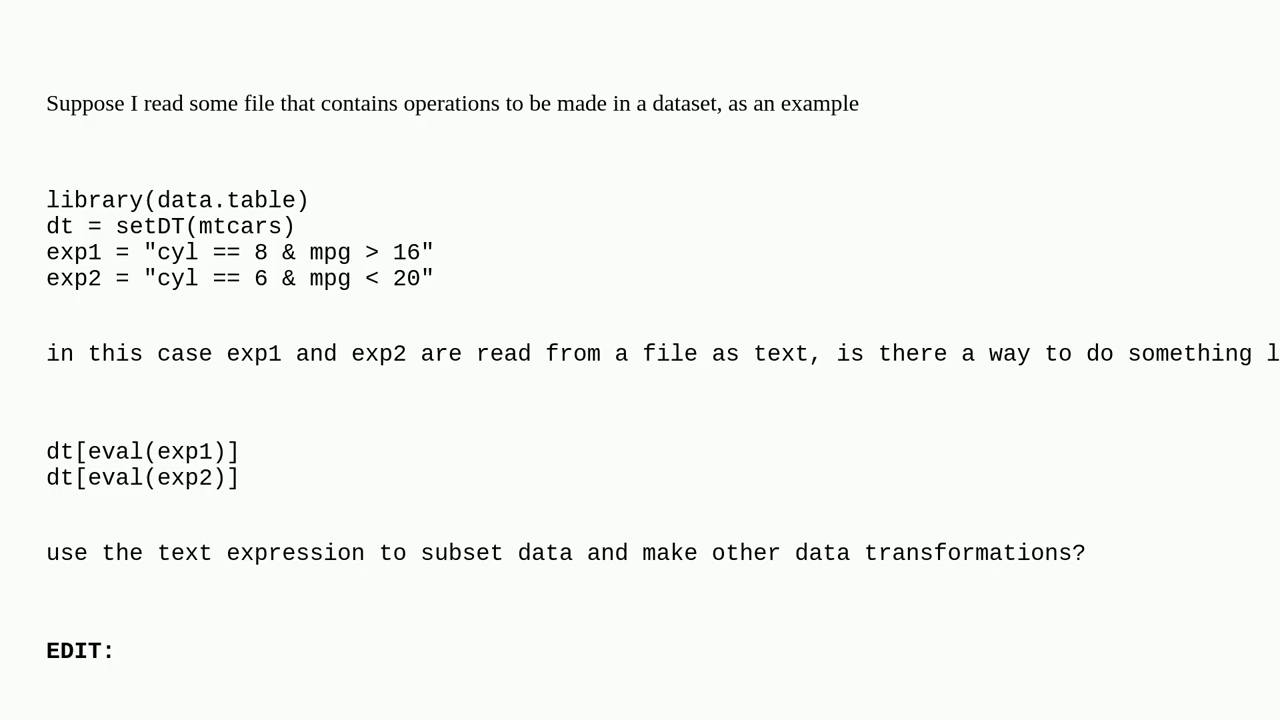 Suppose I read some file that contains operations to be made in a dataset, as an example
library(data.table)
dt = setDT(mtcars)
exp1 = "cyl == 8 & mpg > 16"
exp2 = "cyl == 6 & mpg < 20"
in this case exp1 and exp2 are read from a file as text, is there a way to do something
dt[eval(exp1)]
dt[eval(exp2)]
use the text expression to subset data and make other data transformations?
EDIT: